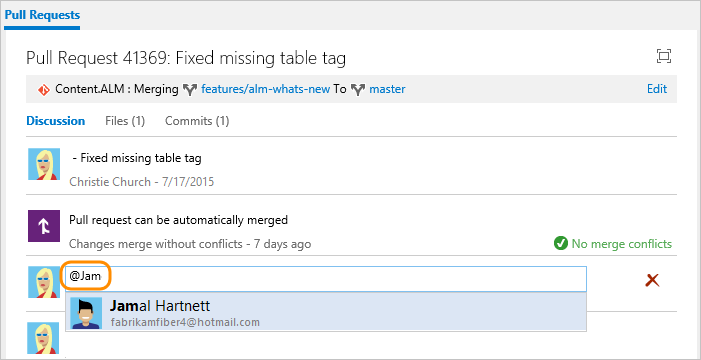 Pull Requests
Pull Request 41369: Fixed missing table tag
Content.ALM : Merging features/alm-whats-new To master Edit
Discussion Files (1) Commits (1)
- Fixed missing table tag
Christie Church - 7/17/2015
Pull request can be automatically merged
Changes merge without conflicts - 7 days ago No merge conflicts
@Jam
Jamal Hartnett
fabrikamfiber4@hotmail.com